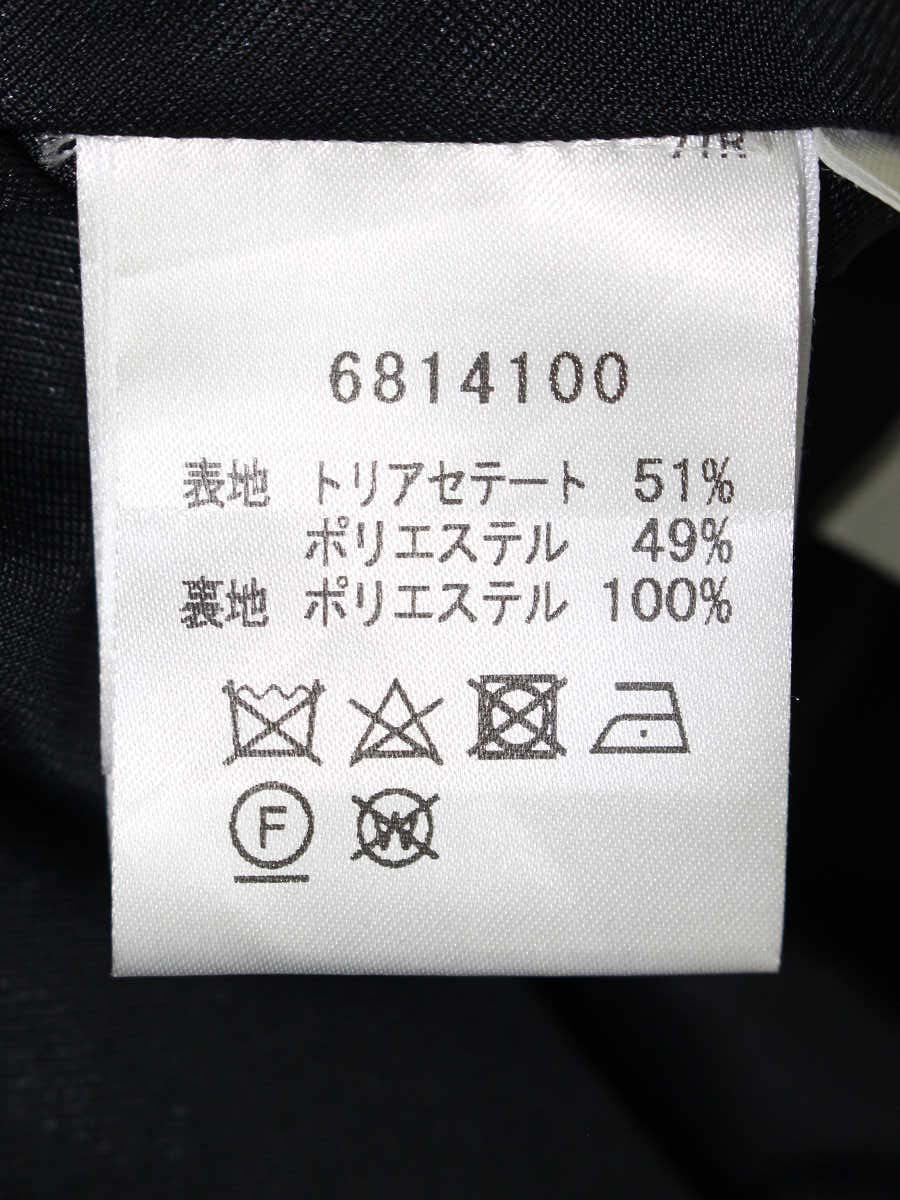 6814100
表地 トリアセテート 51%
ポリエステル 49%
裏地 ポリエステル 100%
F
W